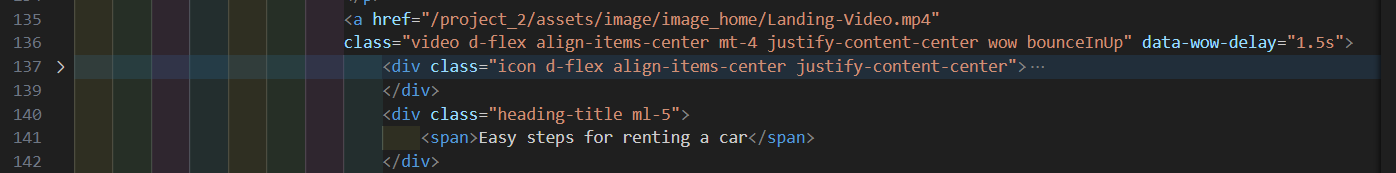 135 <a href="/project_2/assets/image/image_home/Landing-Video.mp4"
136 class="video d-flex align-items-center mt-4 justify-content-center wow bounceInUp" data-wow-delay="1.5s">
137 <div class="icon d-flex align-items-center justify-content-center">…
139 </div>
140 <div class="heading-title ml-5">
141 <span>Easy steps for renting a car</span>
142 </div>